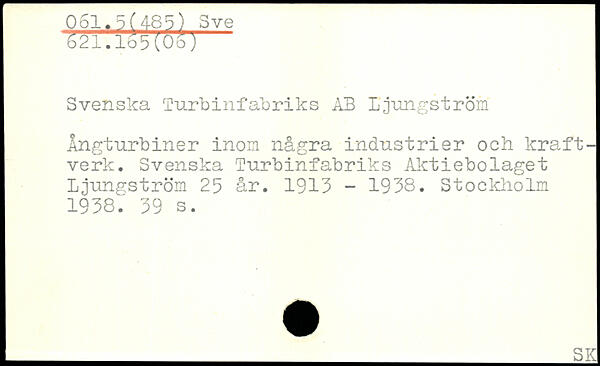 061.5(485) Sve
621.165(06)
Svenska Turbinfabriks AB Ljungström
Ångturbiner inom några industrier och kraft-
verk. Svenska Turbinfabriks Aktiebolaget
Ljungström 25 år. 1913 - 1938. Stockholm
1938. 39 s.
SK